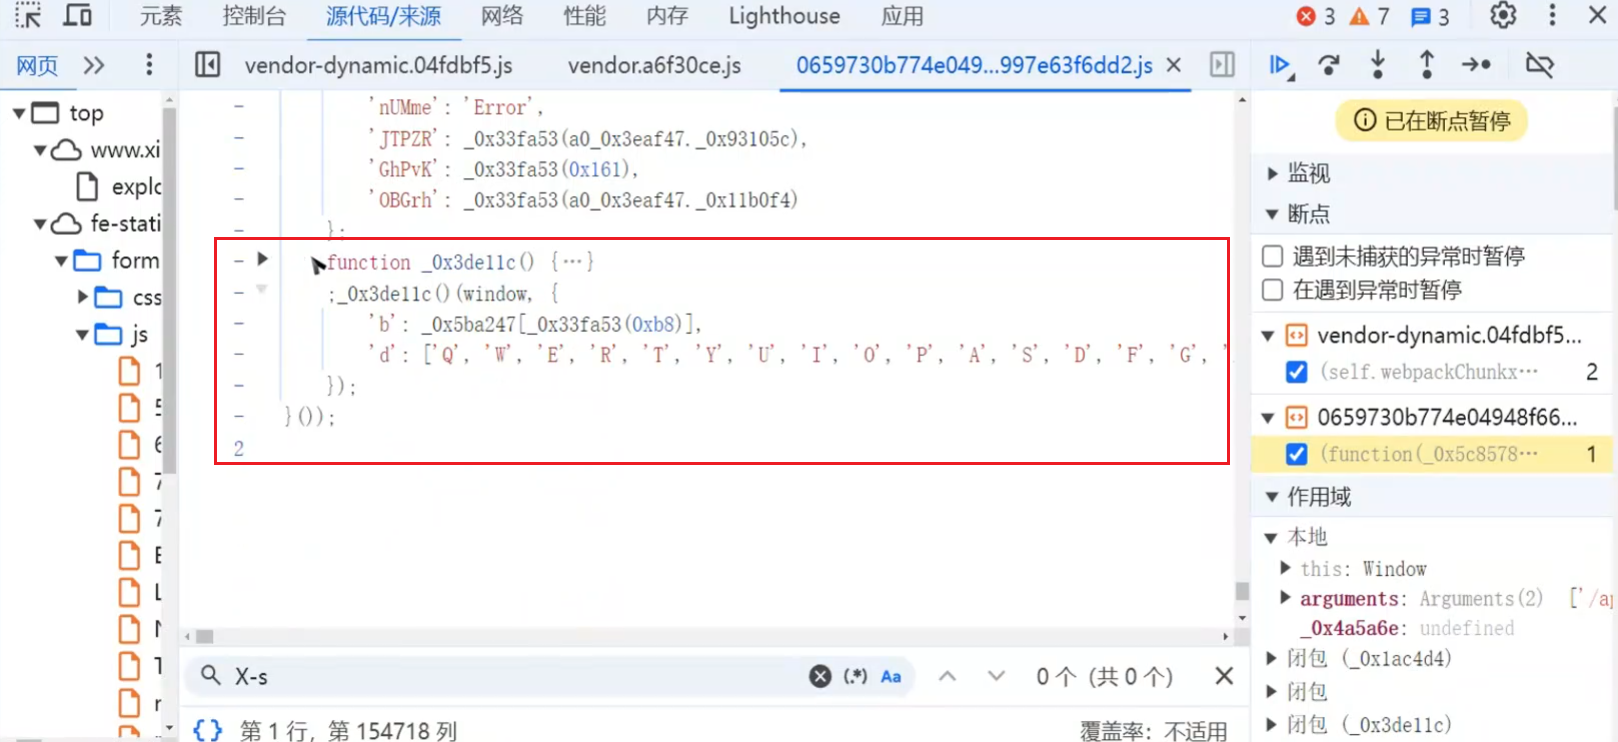 元素 控制台 源代码/来源 网络 性能 内存 Lighthouse 应用 3 7 3
网页 vendor-dynamic.04fdbf5.js vendor.a6f30ce.js 0659730b774e049...997e63f6dd2.js
top
www.xi
explo
fe-stati
form
css
js
1
5
6
7
7
E
L
N
T
r
'nUMme': 'Error',
'JTPZR': _0x33fa53(a0_0x3eaf47._0x93105c),
'GhPvK': _0x33fa53(0x161),
'OBGrh': _0x33fa53(a0_0x3eaf47._0x11b0f4)
};
function _0x3de11c() {…}
;_0x3de11c()(window, {
'b': _0x5ba247[_0x33fa53(0xb8)],
'd': ['Q', 'W', 'E', 'R', 'T', 'Y', 'U', 'I', 'O', 'P', 'A', 'S', 'D', 'F', 'G', '
});
}());
2
X-s (.*) Aa 0 个 (共 0 个)
{} 第 1 行，第 154718 列 覆盖率：不适用
已在断点暂停
监视
断点
遇到未捕获的异常时暂停
在遇到异常时暂停
vendor-dynamic.04fdbf5...
(self.webpackChunkx… 2
0659730b774e04948f66...
(function(_0x5c8578… 1
作用域
本地
this: Window
arguments: Arguments(2) ['/ap
_0x4a5a6e: undefined
闭包 (_0x1ac4d4)
闭包
闭包 (_0x3de11c)